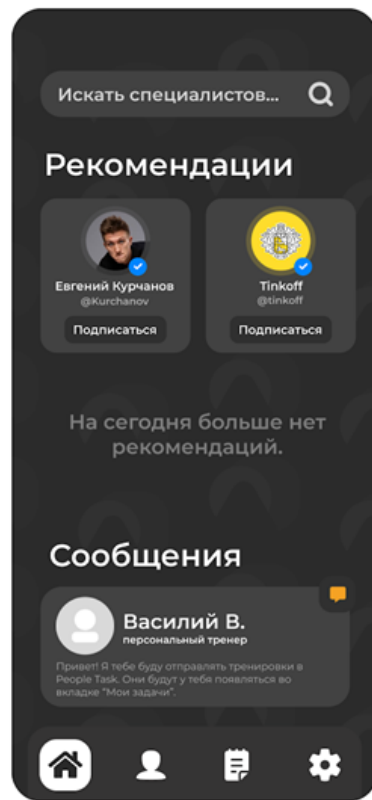 Искать специалистов...
Рекомендации
Евгений Курчанов
@Kurchanov
Подписаться
Tinkoff
@tinkoff
Подписаться
На сегодня больше нет
рекомендаций.
Сообщения
Василий В.
персональный тренер
Привет! Я тебе буду отправлять тренировки в
People Task. Они будут у тебя появляться во
вкладке "Мои задачи".